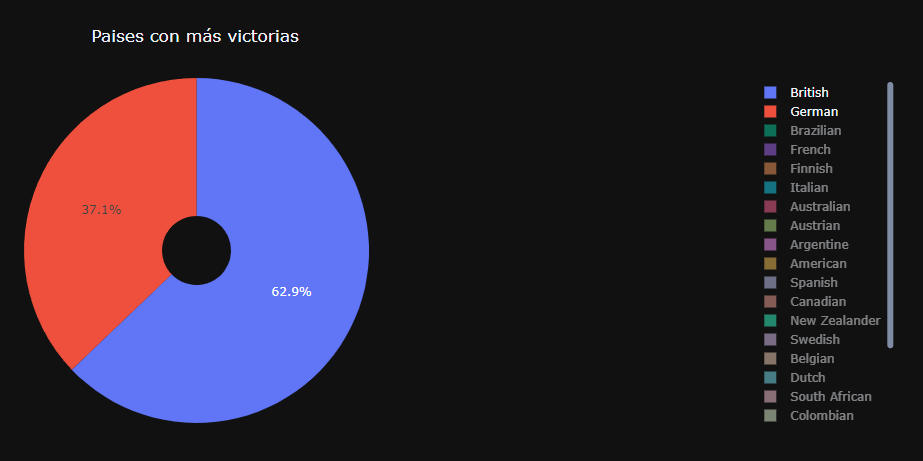 Paises con más victorias
37.1%
62.9%
British
German
Brazilian
French
Finnish
Italian
Australian
Austrian
Argentine
American
Spanish
Canadian
New Zealander
Swedish
Belgian
Dutch
South African
Colombian